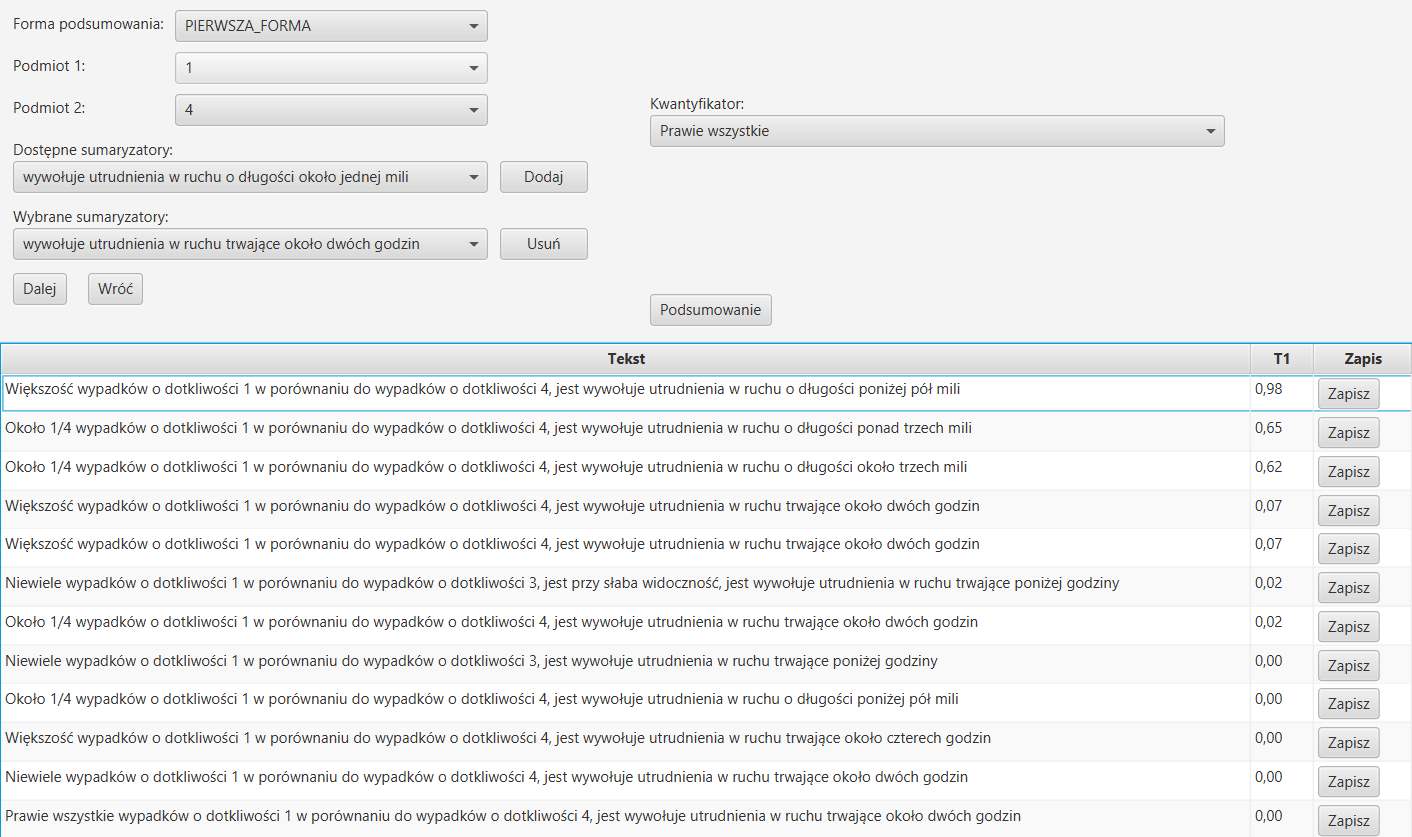 Forma podsumowania: PIERWSZA_FORMA
Podmiot 1: 1
Podmiot 2: 4
Kwantyfikator:
Prawie wszystkie
Dostępne sumaryzatory:
wywołuje utrudnienia w ruchu o długości około jednej mili Dodaj
Wybrane sumaryzatory:
wywołuje utrudnienia w ruchu trwające około dwóch godzin Usuń
Dalej Wróć
Podsumowanie
Tekst T1 Zapis
Większość wypadków o dotkliwości 1 w porównaniu do wypadków o dotkliwości 4, jest wywołuje utrudnienia w ruchu o długości poniżej pół mili 0,98 Zapisz
Około 1/4 wypadków o dotkliwości 1 w porównaniu do wypadków o dotkliwości 4, jest wywołuje utrudnienia w ruchu o długości ponad trzech mili 0,65 Zapisz
Około 1/4 wypadków o dotkliwości 1 w porównaniu do wypadków o dotkliwości 4, jest wywołuje utrudnienia w ruchu o długości około trzech mili 0,62 Zapisz
Większość wypadków o dotkliwości 1 w porównaniu do wypadków o dotkliwości 4, jest wywołuje utrudnienia w ruchu trwające około dwóch godzin 0,07 Zapisz
Większość wypadków o dotkliwości 1 w porównaniu do wypadków o dotkliwości 4, jest wywołuje utrudnienia w ruchu trwające około dwóch godzin 0,07 Zapisz
Niewiele wypadków o dotkliwości 1 w porównaniu do wypadków o dotkliwości 3, jest przy słaba widoczność, jest wywołuje utrudnienia w ruchu trwające poniżej godziny 0,02 Zapisz
Około 1/4 wypadków o dotkliwości 1 w porównaniu do wypadków o dotkliwości 4, jest wywołuje utrudnienia w ruchu trwające około dwóch godzin 0,02 Zapisz
Niewiele wypadków o dotkliwości 1 w porównaniu do wypadków o dotkliwości 3, jest wywołuje utrudnienia w ruchu trwające poniżej godziny 0,00 Zapisz
Około 1/4 wypadków o dotkliwości 1 w porównaniu do wypadków o dotkliwości 4, jest wywołuje utrudnienia w ruchu o długości poniżej pół mili 0,00 Zapisz
Większość wypadków o dotkliwości 1 w porównaniu do wypadków o dotkliwości 4, jest wywołuje utrudnienia w ruchu trwające około czterech godzin 0,00 Zapisz
Niewiele wypadków o dotkliwości 1 w porównaniu do wypadków o dotkliwości 4, jest wywołuje utrudnienia w ruchu trwające około dwóch godzin 0,00 Zapisz
Prawie wszystkie wypadków o dotkliwości 1 w porównaniu do wypadków o dotkliwości 4, jest wywołuje utrudnienia w ruchu trwające około dwóch godzin 0,00 Zapisz